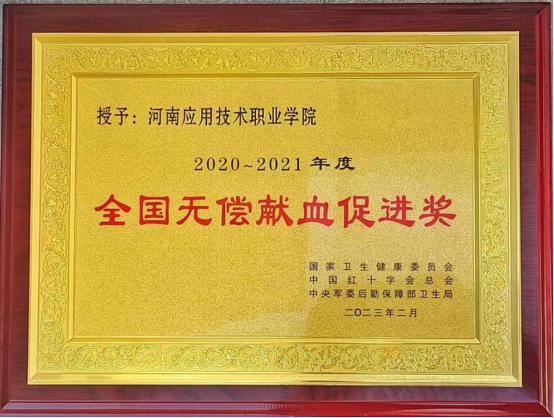 授予：河南应用技术职业学院
2020~2021年度
全国无偿献血促进奖
国家卫生健康委员会
中国红十字会总会
中央军委后勤保障部卫生局
二〇二三年二月